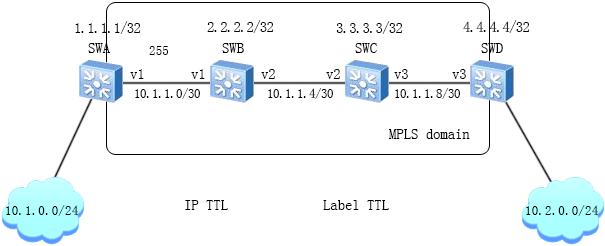 1.1.1.1/32 2.2.2.2/32 3.3.3.3/32 4.4.4.4/32
SWA SWB SWC SWD
255
v1 v1 v2 v2 v3 v3
10.1.1.0/30 10.1.1.4/30 10.1.1.8/30
MPLS domain
10.1.0.0/24 IP TTL Label TTL 10.2.0.0/24